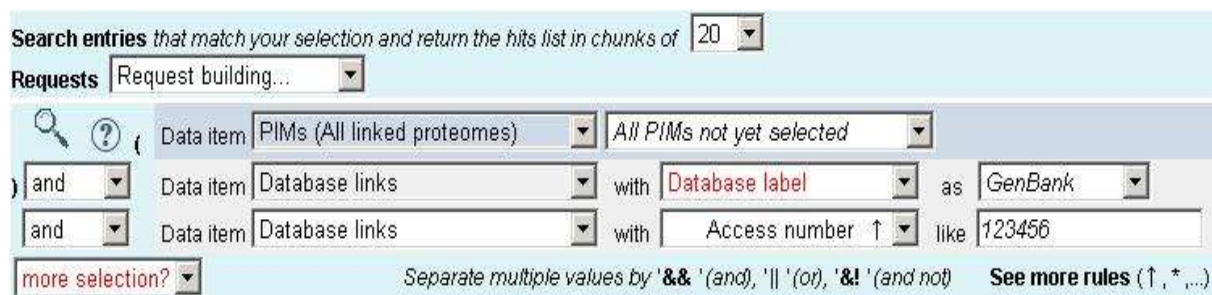 Search entries that match your selection and return the hits list in chunks of 20
Requests Request building...
? ( Data item PIMs (All linked proteomes) All PIMs not yet selected
) and Data item Database links with Database label as GenBank
and Data item Database links with Access number ↑ like 123456
more selection? Separate multiple values by '&& '(and), '|| '(or), '&! '(and not) See more rules (↑,*,...)